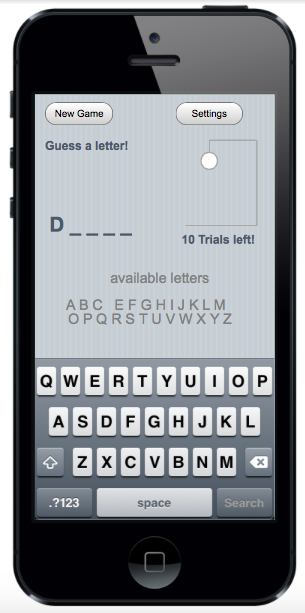 New Game Settings
Guess a letter!
D _ _ _ _
10 Trials left!
available letters
A B C E F G H I J K L M
O P Q R S T U V W X Y Z
Q W E R T Y U I O P
A S D F G H J K L
Z X C V B N M
.?123 space Search